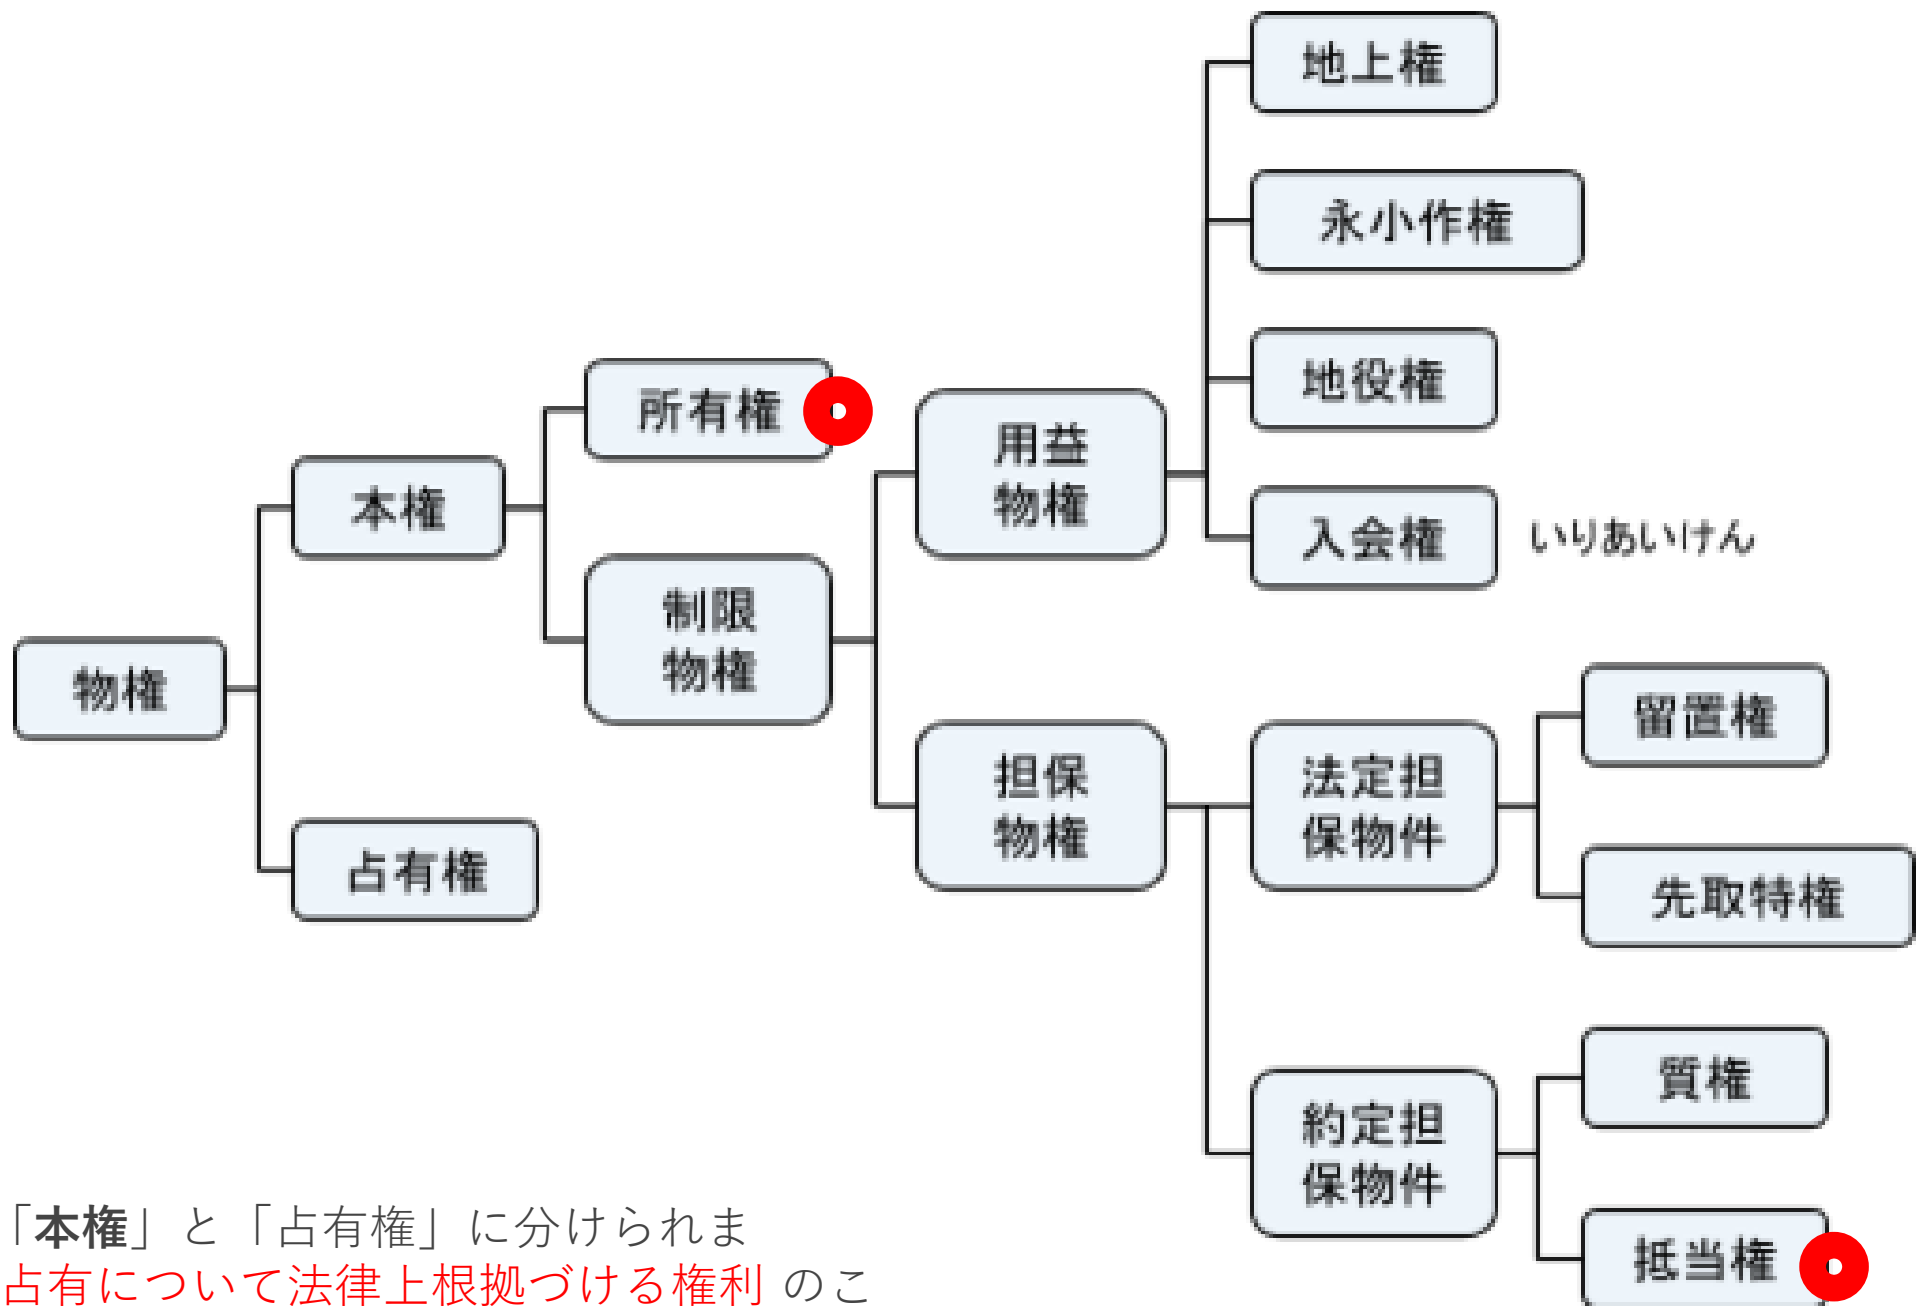 地上権
永小作権
地役権
入会権 いりあいけん
所有権
用益
物権
本権
制限
物権
物権
占有権
担保
物権
法定担
保物件
留置権
先取特権
約定担
保物件
質権
抵当権
「本権」と「占有権」に分けられま
占有について法律上根拠づける権利 のこ